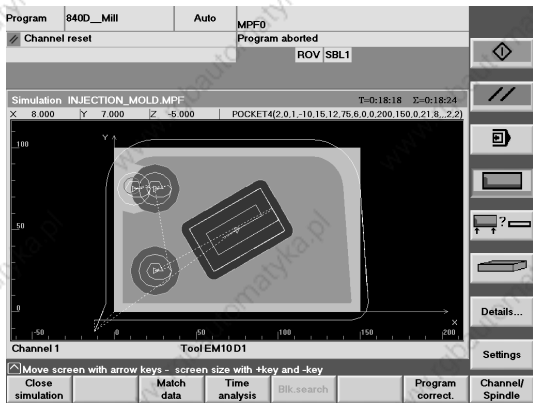 Program 840D__Mill Auto MPF0
Channel reset Program aborted
ROV SBL1
Simulation INJECTION_MOLD.MPF T=0:18:18 Σ=0:18:24
X 8.000 Y 7.000 Z -5.000 POCKET4(2,0,1,-10,15,12,75,6,0,0,200,150,0,21,8,,,2,2)
Y
100
50
0
X
-50 0 50 100 150 200
Channel 1 Tool EM10 D1
Move screen with arrow keys - screen size with +key and -key
Close simulation
Match data
Time analysis
Blk.search
Program correct.
Channel/ Spindle
?
Details...
Settings